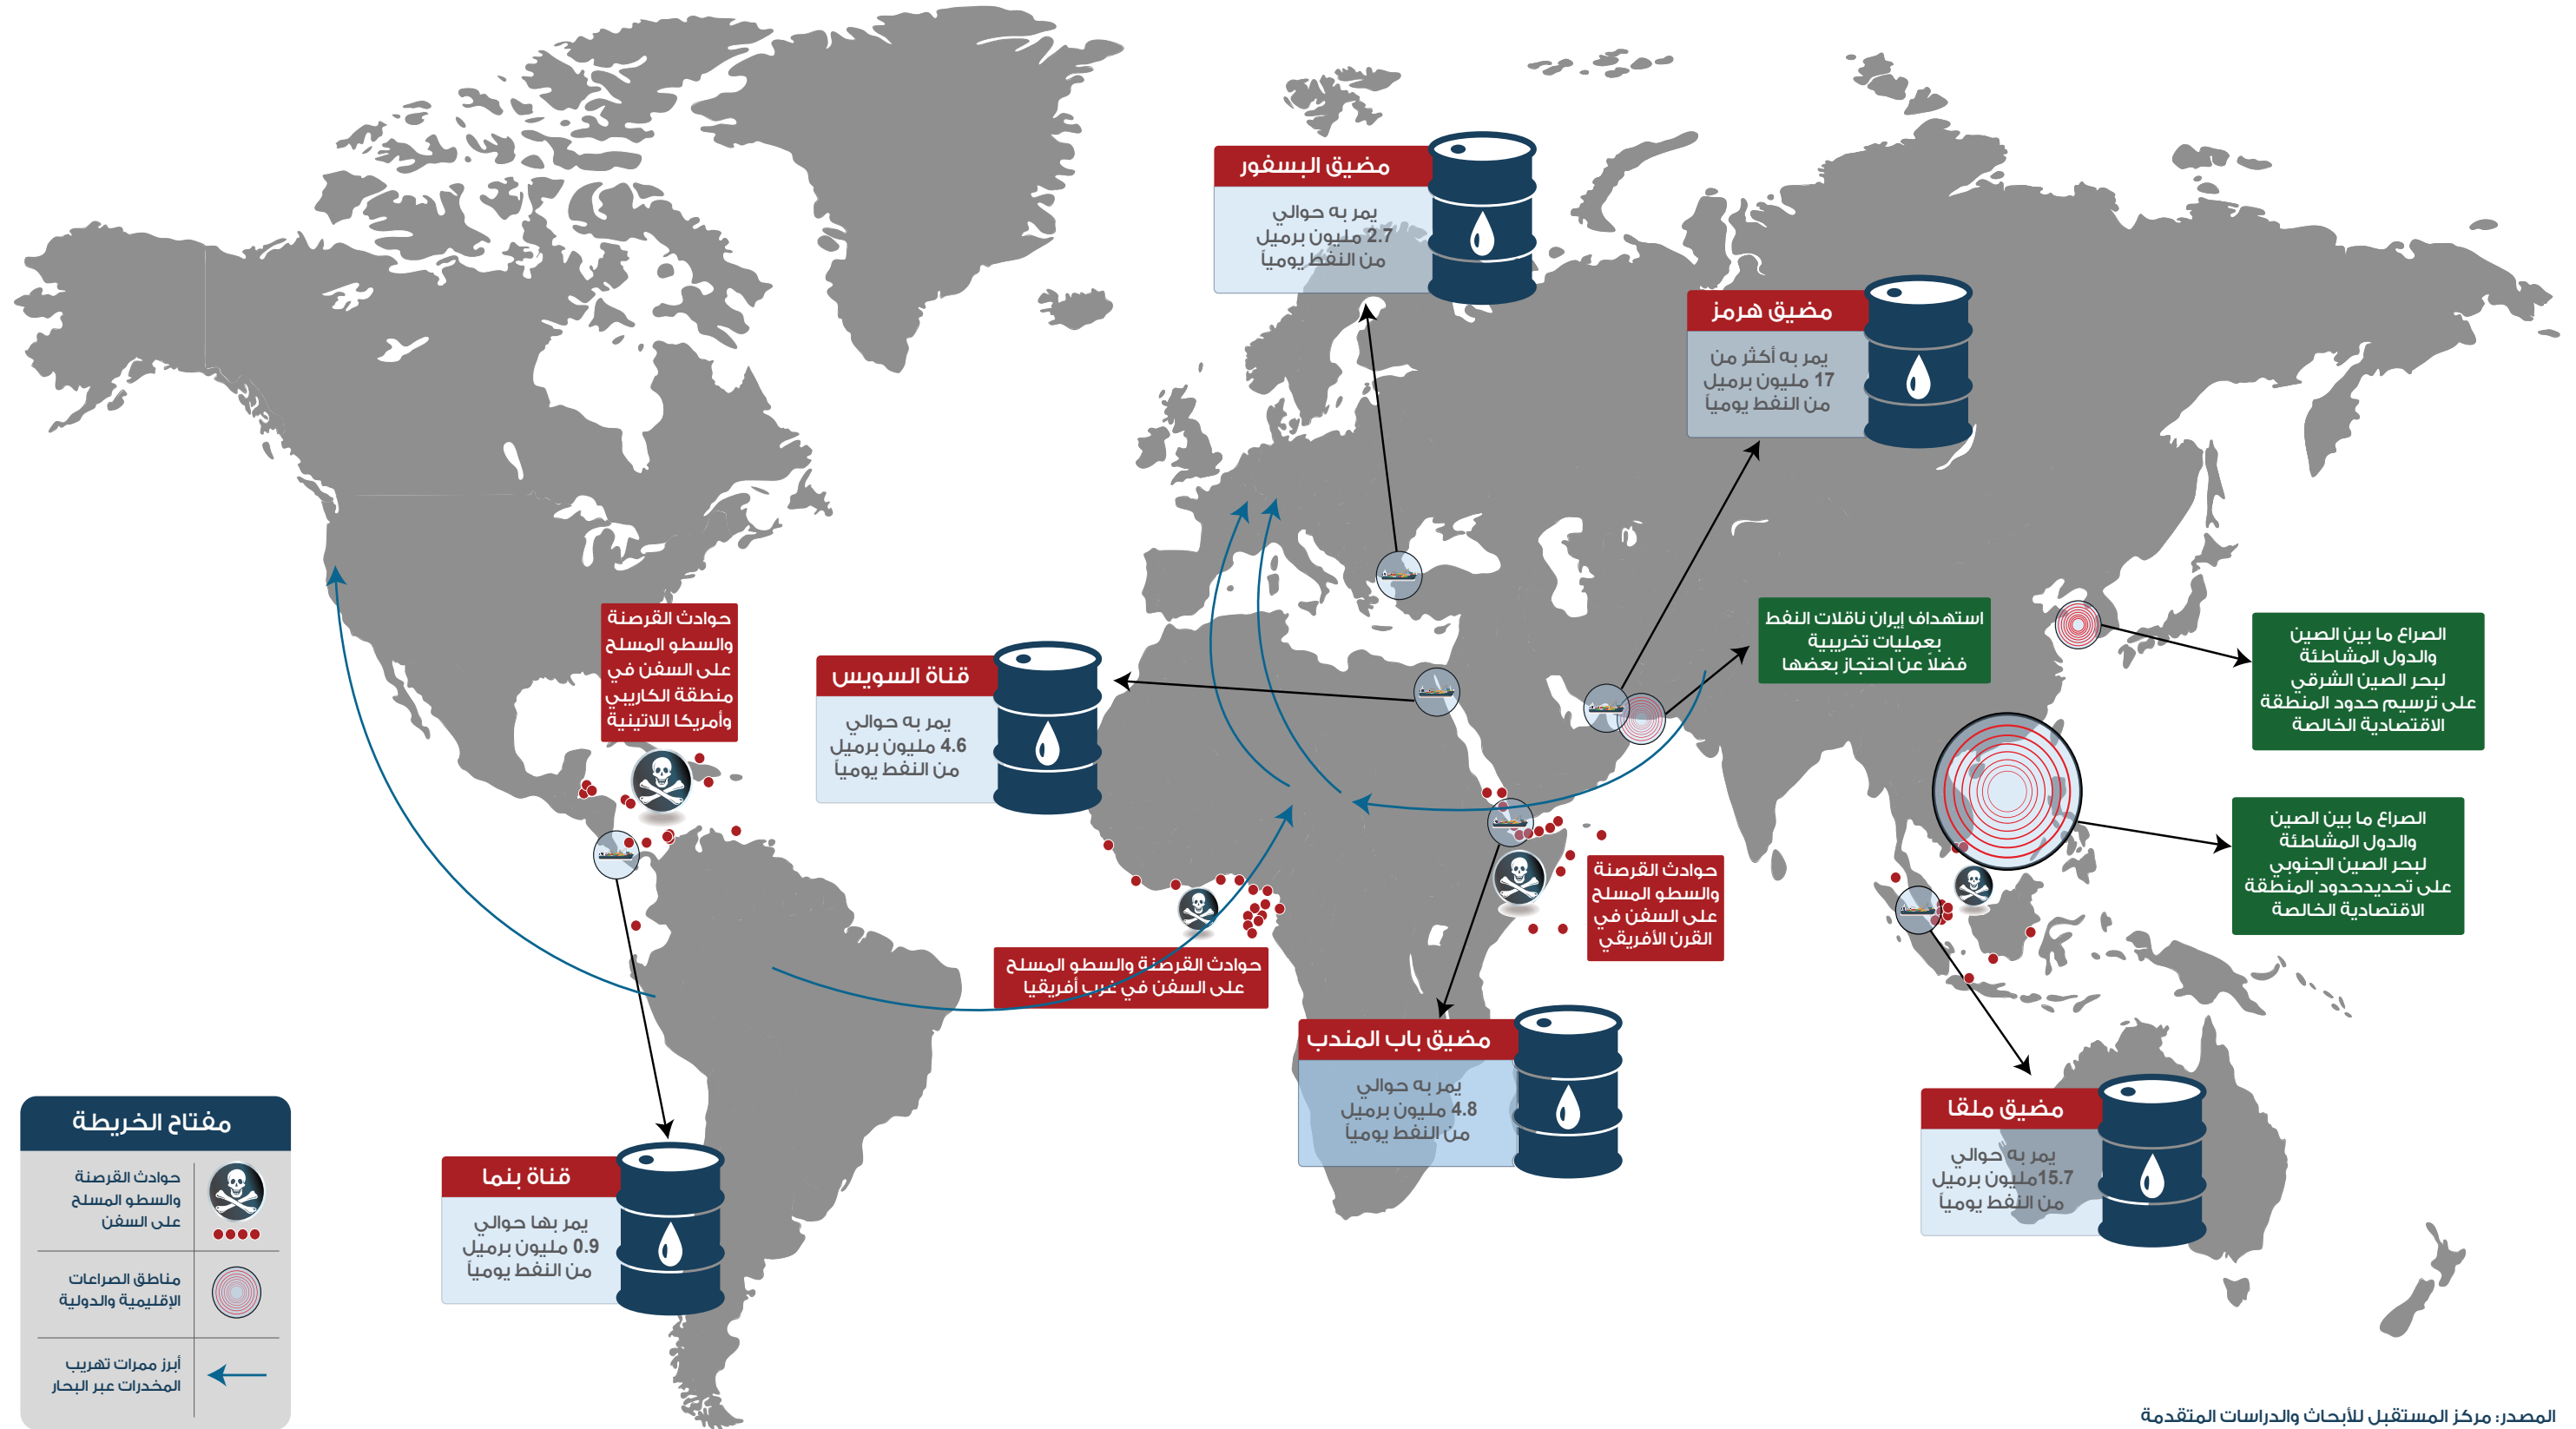 مضيق البسفور
يمر به حوالي
2.7 مليون برميل
من النفط يومياً
مضيق هرمز
يمر به أكثر من
17 مليون برميل
من النفط يومياً
استهداف إيران ناقلات النفط
بعمليات تخريبية
فضلاً عن احتجاز بعضها
الصراع ما بين الصين
والدول المشاطئة
لبحر الصين الشرقي
على ترسيم حدود المنطقة
الاقتصادية الخالصة
الصراع ما بين الصين
والدول المشاطئة
لبحر الصين الجنوبي
على تحديدحدود المنطقة
الاقتصادية الخالصة
حوادث القرصنة
والسطو المسلح
على السفن في
منطقة الكاريبي
وأمريكا اللاتينية
قناة السويس
يمر به حوالي
4.6 مليون برميل
من النفط يومياً
حوادث القرصنة
والسطو المسلح
على السفن في
القرن الأفريقي
حوادث القرصنة والسطو المسلح
على السفن في غرب أفريقيا
مضيق باب المندب
يمر به حوالي
4.8 مليون برميل
من النفط يومياً
مضيق ملقا
يمر به حوالي
15.7مليون برميل
من النفط يومياً
قناة بنما
يمر بها حوالي
0.9 مليون برميل
من النفط يومياً
مفتاح الخريطة
حوادث القرصنة
والسطو المسلح
على السفن
مناطق الصراعات
الإقليمية والدولية
أبرز ممرات تهريب
المخدرات عبر البحار
المصدر: مركز المستقبل للأبحاث والدراسات المتقدمة